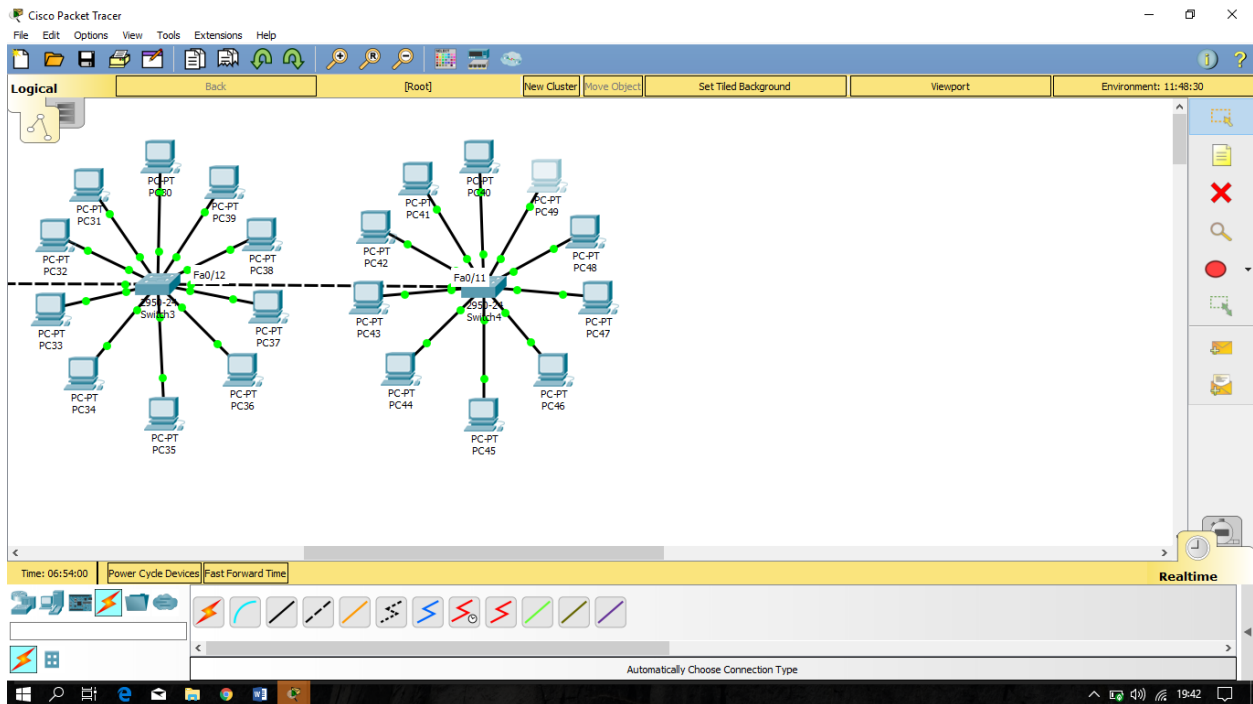 Cisco Packet Tracer
File Edit Options View Tools Extensions Help
Logical
Back
[Root]
New Cluster
Move Object
Set Tiled Background
Viewport
Environment: 11:48:30
PC-PT
PC30
PC-PT
PC31
PC-PT
PC39
PC-PT
PC32
PC-PT
PC38
Fa0/12
2950-24
Switch3
PC-PT
PC33
PC-PT
PC37
PC-PT
PC34
PC-PT
PC36
PC-PT
PC35
PC-PT
PC40
PC-PT
PC41
PC-PT
PC49
PC-PT
PC42
PC-PT
PC48
Fa0/11
2950-24
Switch4
PC-PT
PC43
PC-PT
PC47
PC-PT
PC44
PC-PT
PC46
PC-PT
PC45
Time: 06:54:00
Power Cycle Devices
Fast Forward Time
Realtime
Automatically Choose Connection Type
19:42